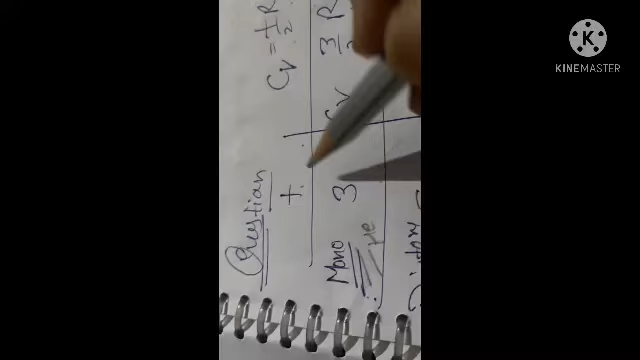 Question
f Cv = f/2 R
Mono 3 Cv 3/2 R
He
KINEMASTER